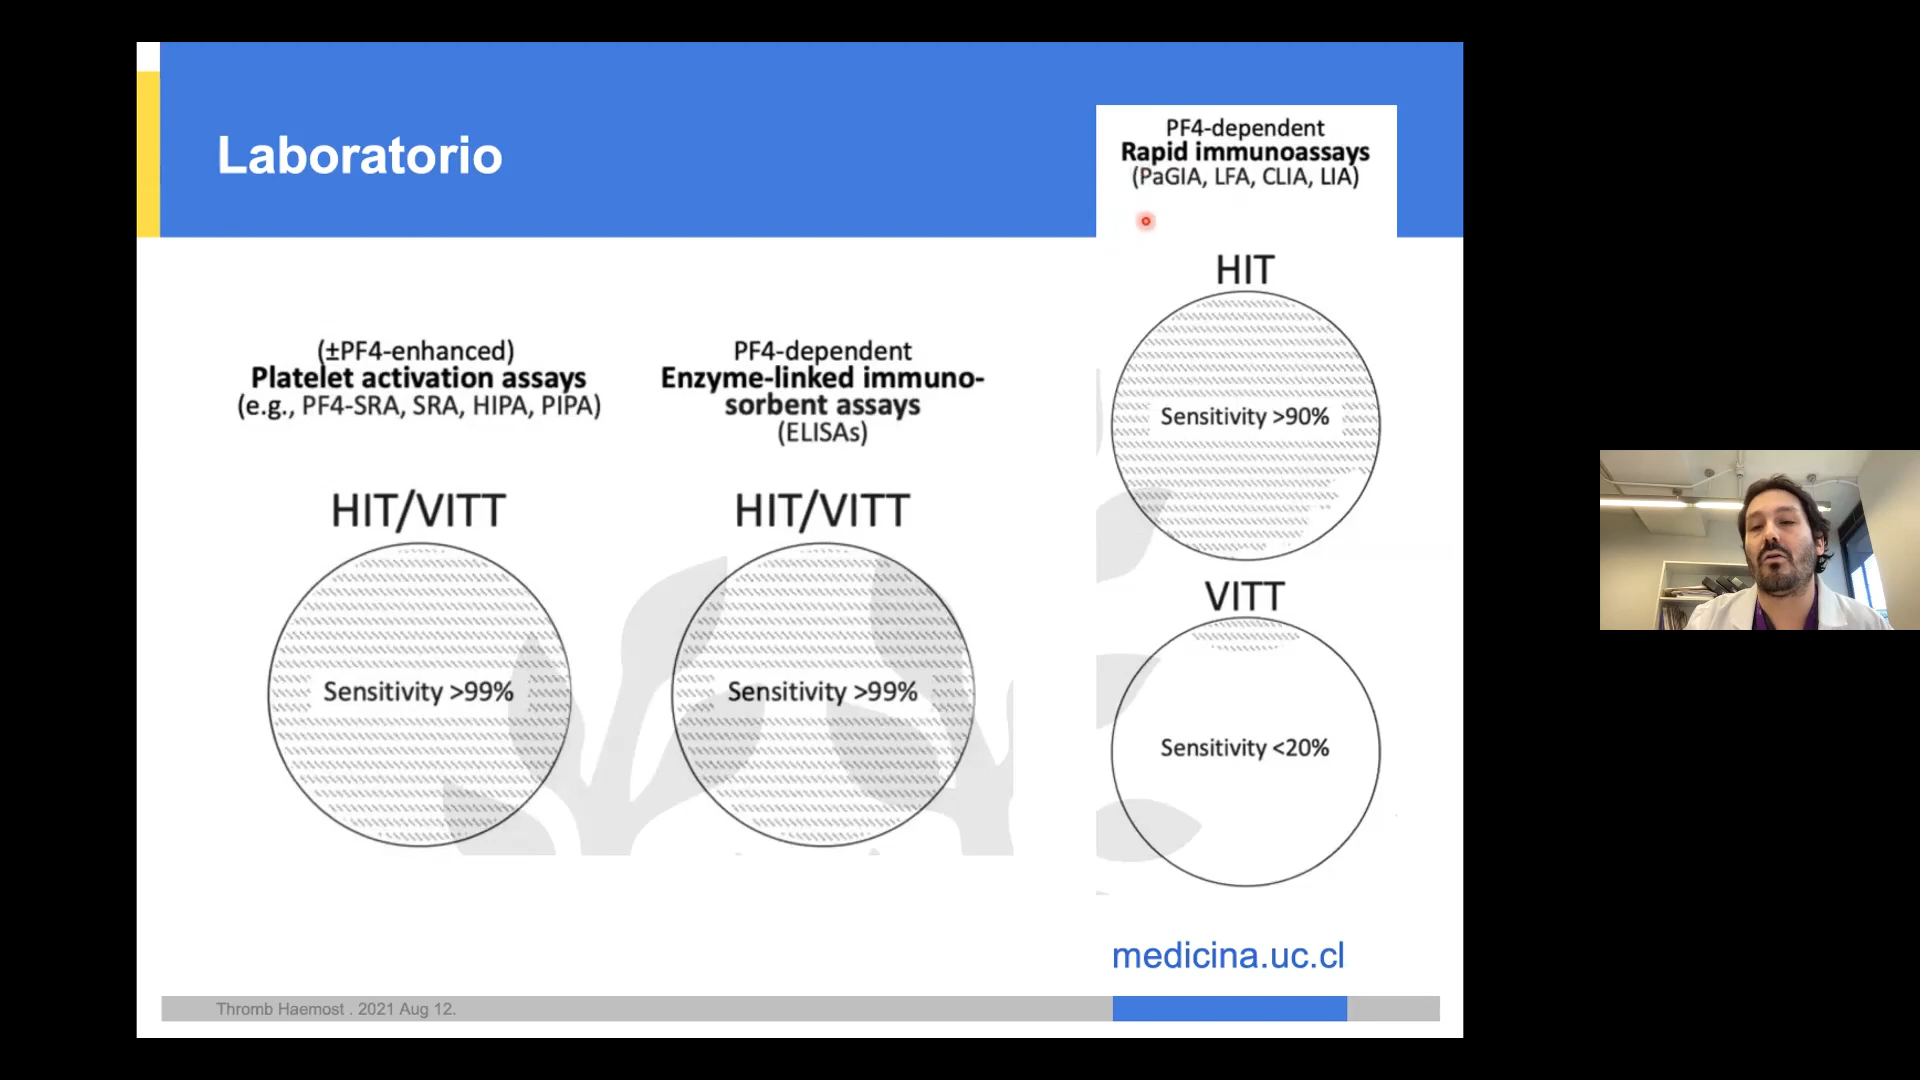 Laboratorio
(±PF4-enhanced)
Platelet activation assays
(e.g., PF4-SRA, SRA, HIPA, PIPA)
HIT/VITT
Sensitivity >99%
PF4-dependent
Enzyme-linked immuno-
sorbent assays
(ELISAs)
HIT/VITT
Sensitivity >99%
PF4-dependent
Rapid immunoassays
(PaGIA, LFA, CLIA, LIA)
HIT
Sensitivity >90%
VITT
Sensitivity <20%
medicina.uc.cl
Thromb Haemost . 2021 Aug 12.